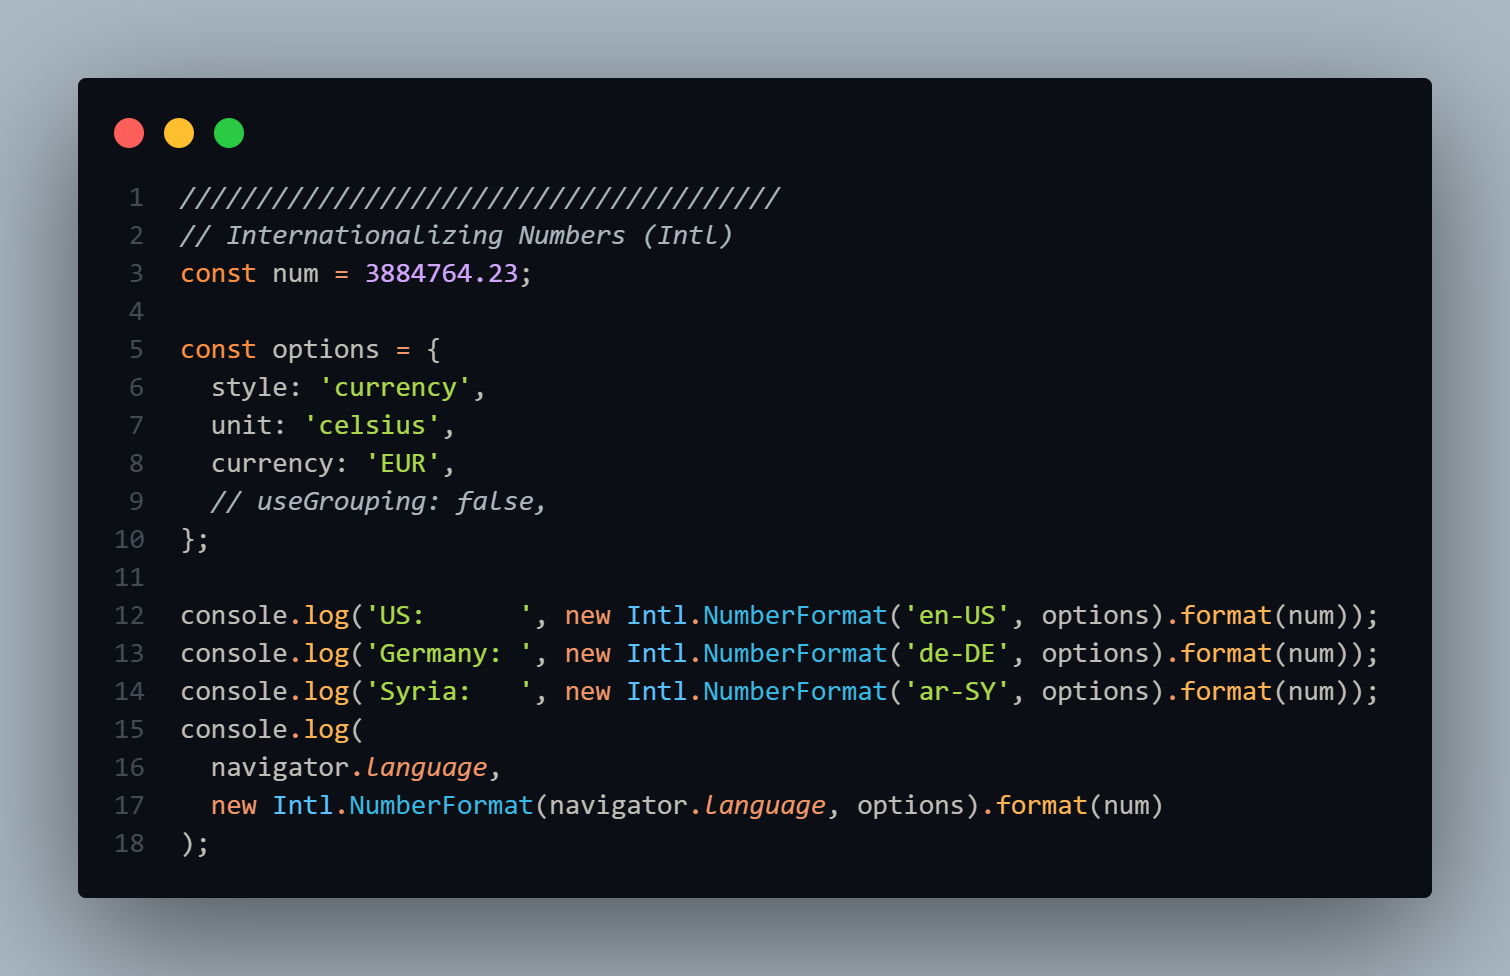 1 ///////////////////////////////////////
2 // Internationalizing Numbers (Intl)
3 const num = 3884764.23;
4
5 const options = {
6   style: 'currency',
7   unit: 'celsius',
8   currency: 'EUR',
9   // useGrouping: false,
10 };
11
12 console.log('US:      ', new Intl.NumberFormat('en-US', options).format(num));
13 console.log('Germany: ', new Intl.NumberFormat('de-DE', options).format(num));
14 console.log('Syria:   ', new Intl.NumberFormat('ar-SY', options).format(num));
15 console.log(
16   navigator.language,
17   new Intl.NumberFormat(navigator.language, options).format(num)
18 );